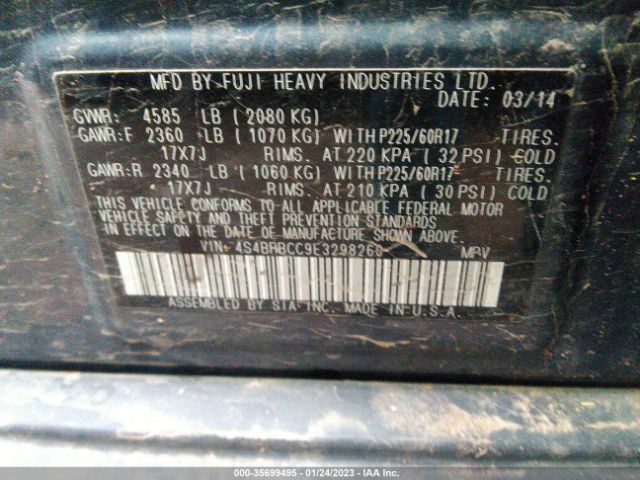 MFD BY FUJI HEAVY INDUSTRIES LTD.
DATE: 03/14
GVWR: 4585 LB ( 2080 KG)
GAWR:F 2360 LB ( 1070 KG) WITH P225/60R17 TIRES.
17X7J RIMS. AT 220 KPA ( 32 PSI) COLD
GAWR:R 2340 LB ( 1060 KG) WITH P225/60R17 TIRES.
17X7J RIMS. AT 210 KPA ( 30 PSI) COLD
THIS VEHICLE CONFORMS TO ALL APPLICABLE FEDERAL MOTOR
VEHICLE SAFETY AND THEFT PREVENTION STANDARDS
IN EFFECT ON THE DATE OF MANUFACTURE SHOWN ABOVE.
VIN: 4S4BRBCC9E3298260 MPV
ASSEMBLED BY SIA INC. MADE IN U.S.A.
000-35699495 - 01/24/2023 - IAA Inc.